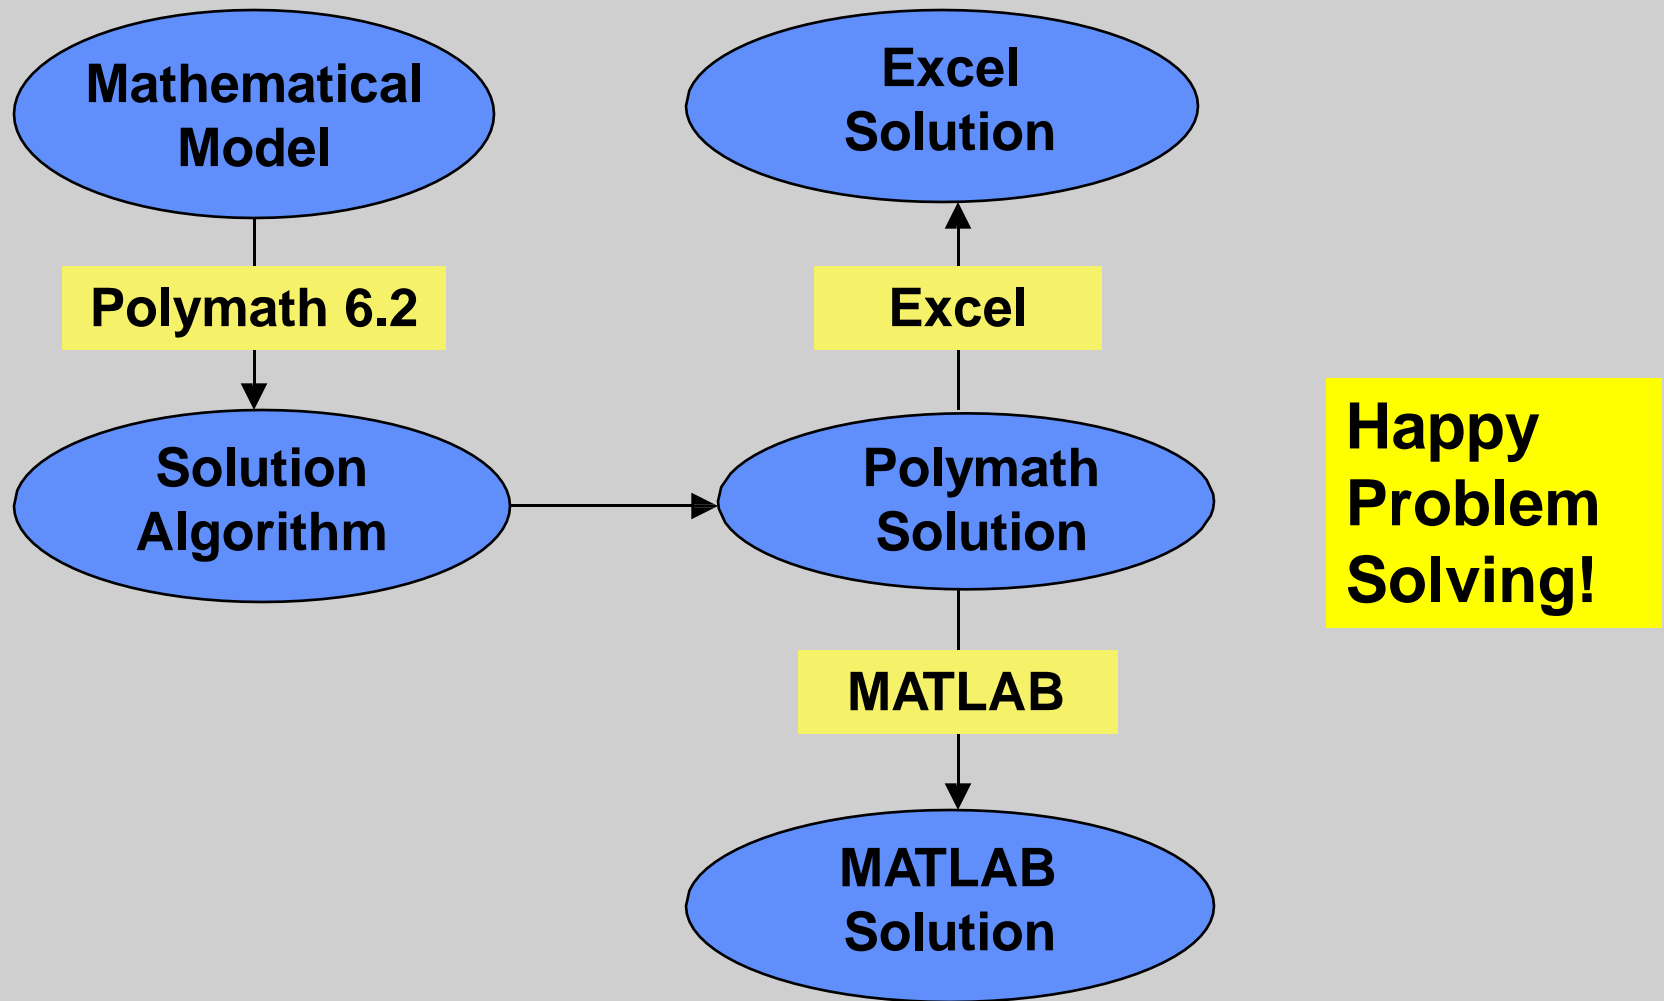 Mathematical
Model
Excel
Solution
Polymath 6.2
Excel
Solution
Algorithm
Polymath
Solution
Happy
Problem
Solving!
MATLAB
MATLAB
Solution